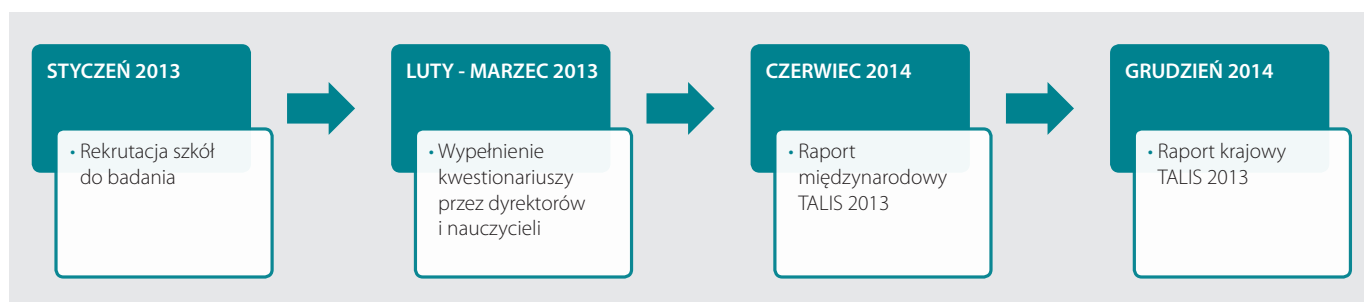 STYCZEŃ 2013
• Rekrutacja szkół
do badania
LUTY - MARZEC 2013
• Wypełnienie
kwestionariuszy
przez dyrektorów
i nauczycieli
CZERWIEC 2014
• Raport
międzynarodowy
TALIS 2013
GRUDZIEŃ 2014
• Raport krajowy
TALIS 2013